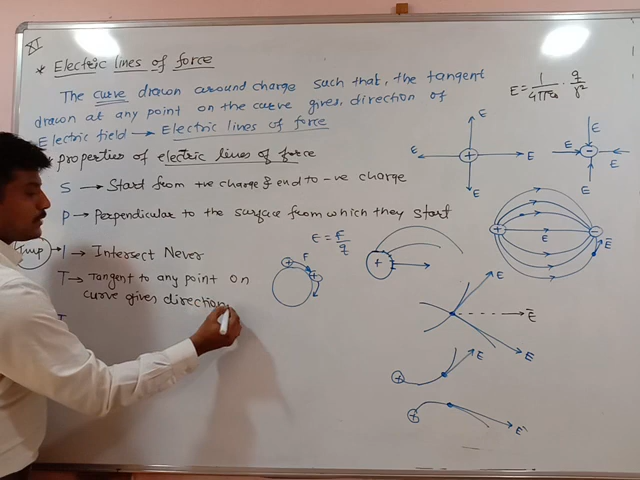 XI
* Electric lines of force
The curve drawn around charge such that, the tangent
drawn at any point on the curve gives direction of
Electric field → Electric lines of force
E = 1/4πε₀ · q/r²
properties of electric lines of force
S → Start from +ve charge & end to -ve charge
P → Perpendicular to the surface from which they start
Imp
I → Intersect Never
T → Tangent to any point on
curve gives direction
E = F/q
F
+
+
+
E
E
E
E
+
E
E
E
E
-
+
E
-
E
E
E
E
+
E
+
E